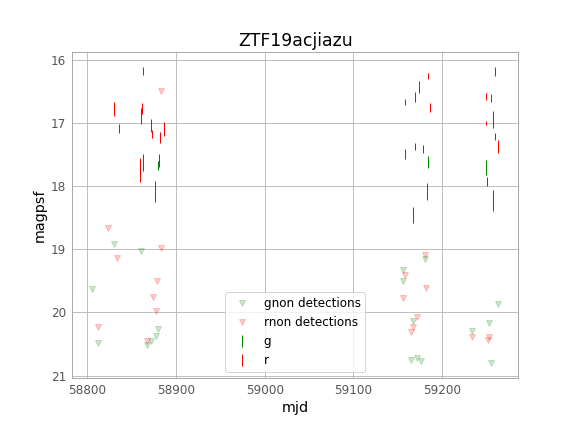 ZTF19acjiazu
16
17
18
19
20
21
magpsf
58800
58900
59000
59100
59200
mjd
gnon detections
rnon detections
g
r